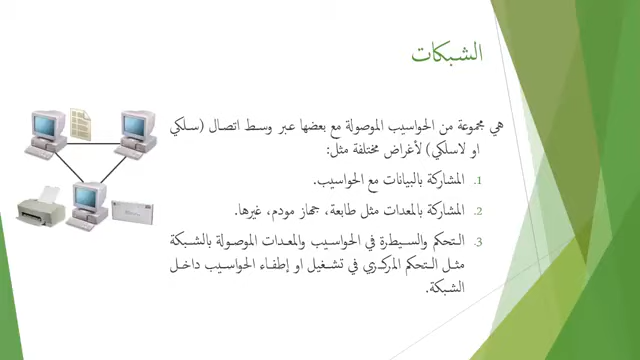 الشبكات
هي مجموعة من الحواسيب الموصولة مع بعضها عبر وسط اتصال (سلكي
او لاسلكي) لأغراض مختلفة مثل:
1. المشاركة بالبيانات مع الحواسيب.
2. المشاركة بالمعدات مثل طابعة، جهاز مودم، غيرها.
3. التحكم والسيطرة في الحواسيب والمعدات الموصولة بالشبكة
مثل التحكم المركزي في تشغيل او إطفاء الحواسيب داخل
الشبكة.